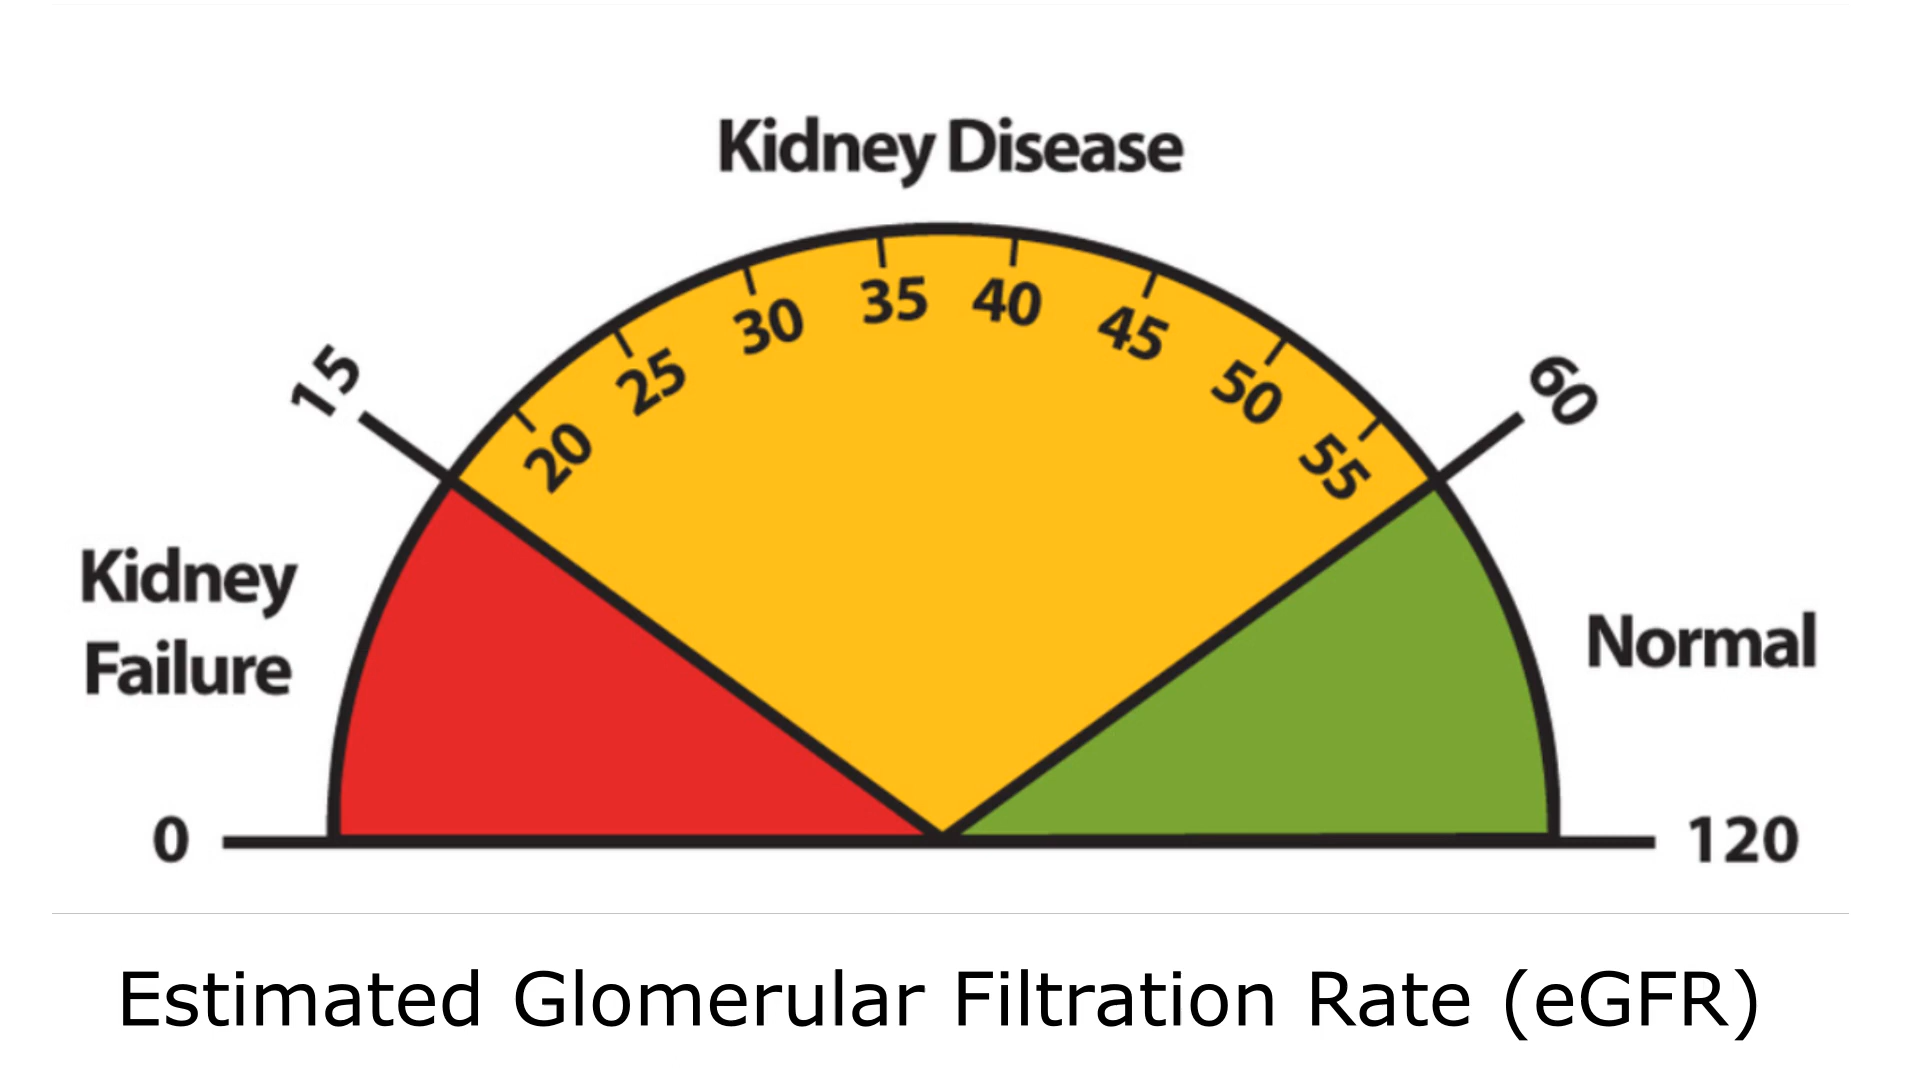 Kidney Disease
15
20
25
30
35
40
45
50
55
60
Kidney
Failure
Normal
0
120
Estimated Glomerular Filtration Rate (eGFR)